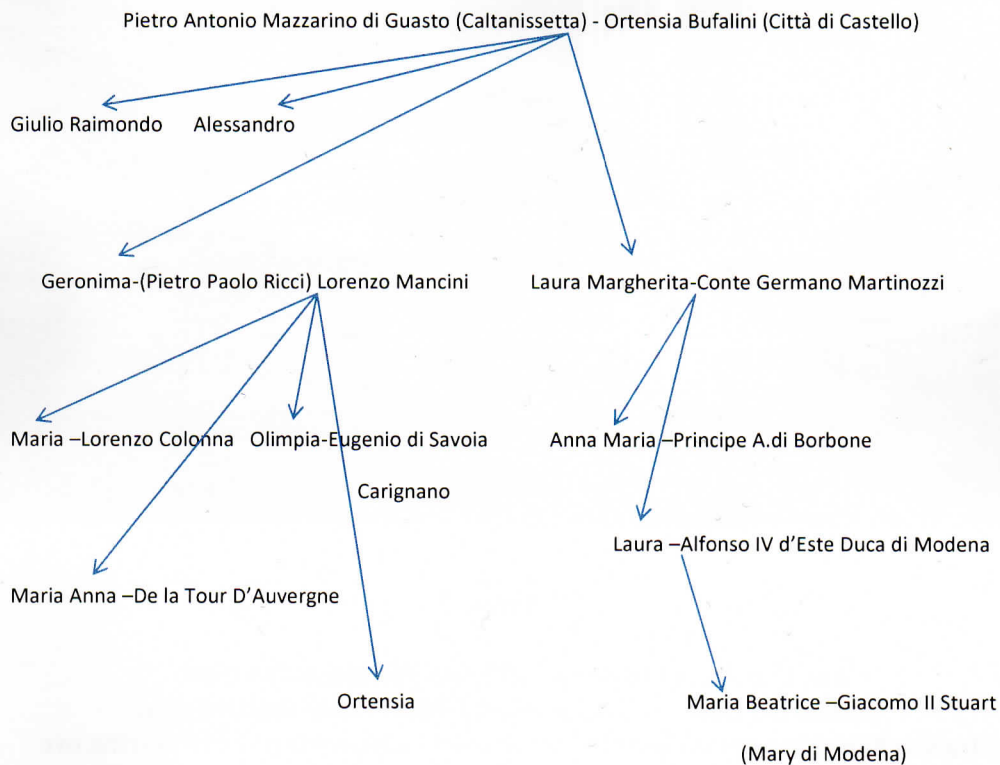 Pietro Antonio Mazzarino di Guasto (Caltanissetta) - Ortensia Bufalini (Città di Castello)
Giulio Raimondo Alessandro
Geronima-(Pietro Paolo Ricci) Lorenzo Mancini Laura Margherita-Conte Germano Martinozzi
Maria –Lorenzo Colonna Olimpia-Eugenio di Savoia Anna Maria –Principe A.di Borbone
Carignano
Laura –Alfonso IV d'Este Duca di Modena
Maria Anna –De la Tour D'Auvergne
Ortensia Maria Beatrice –Giacomo II Stuart
(Mary di Modena)